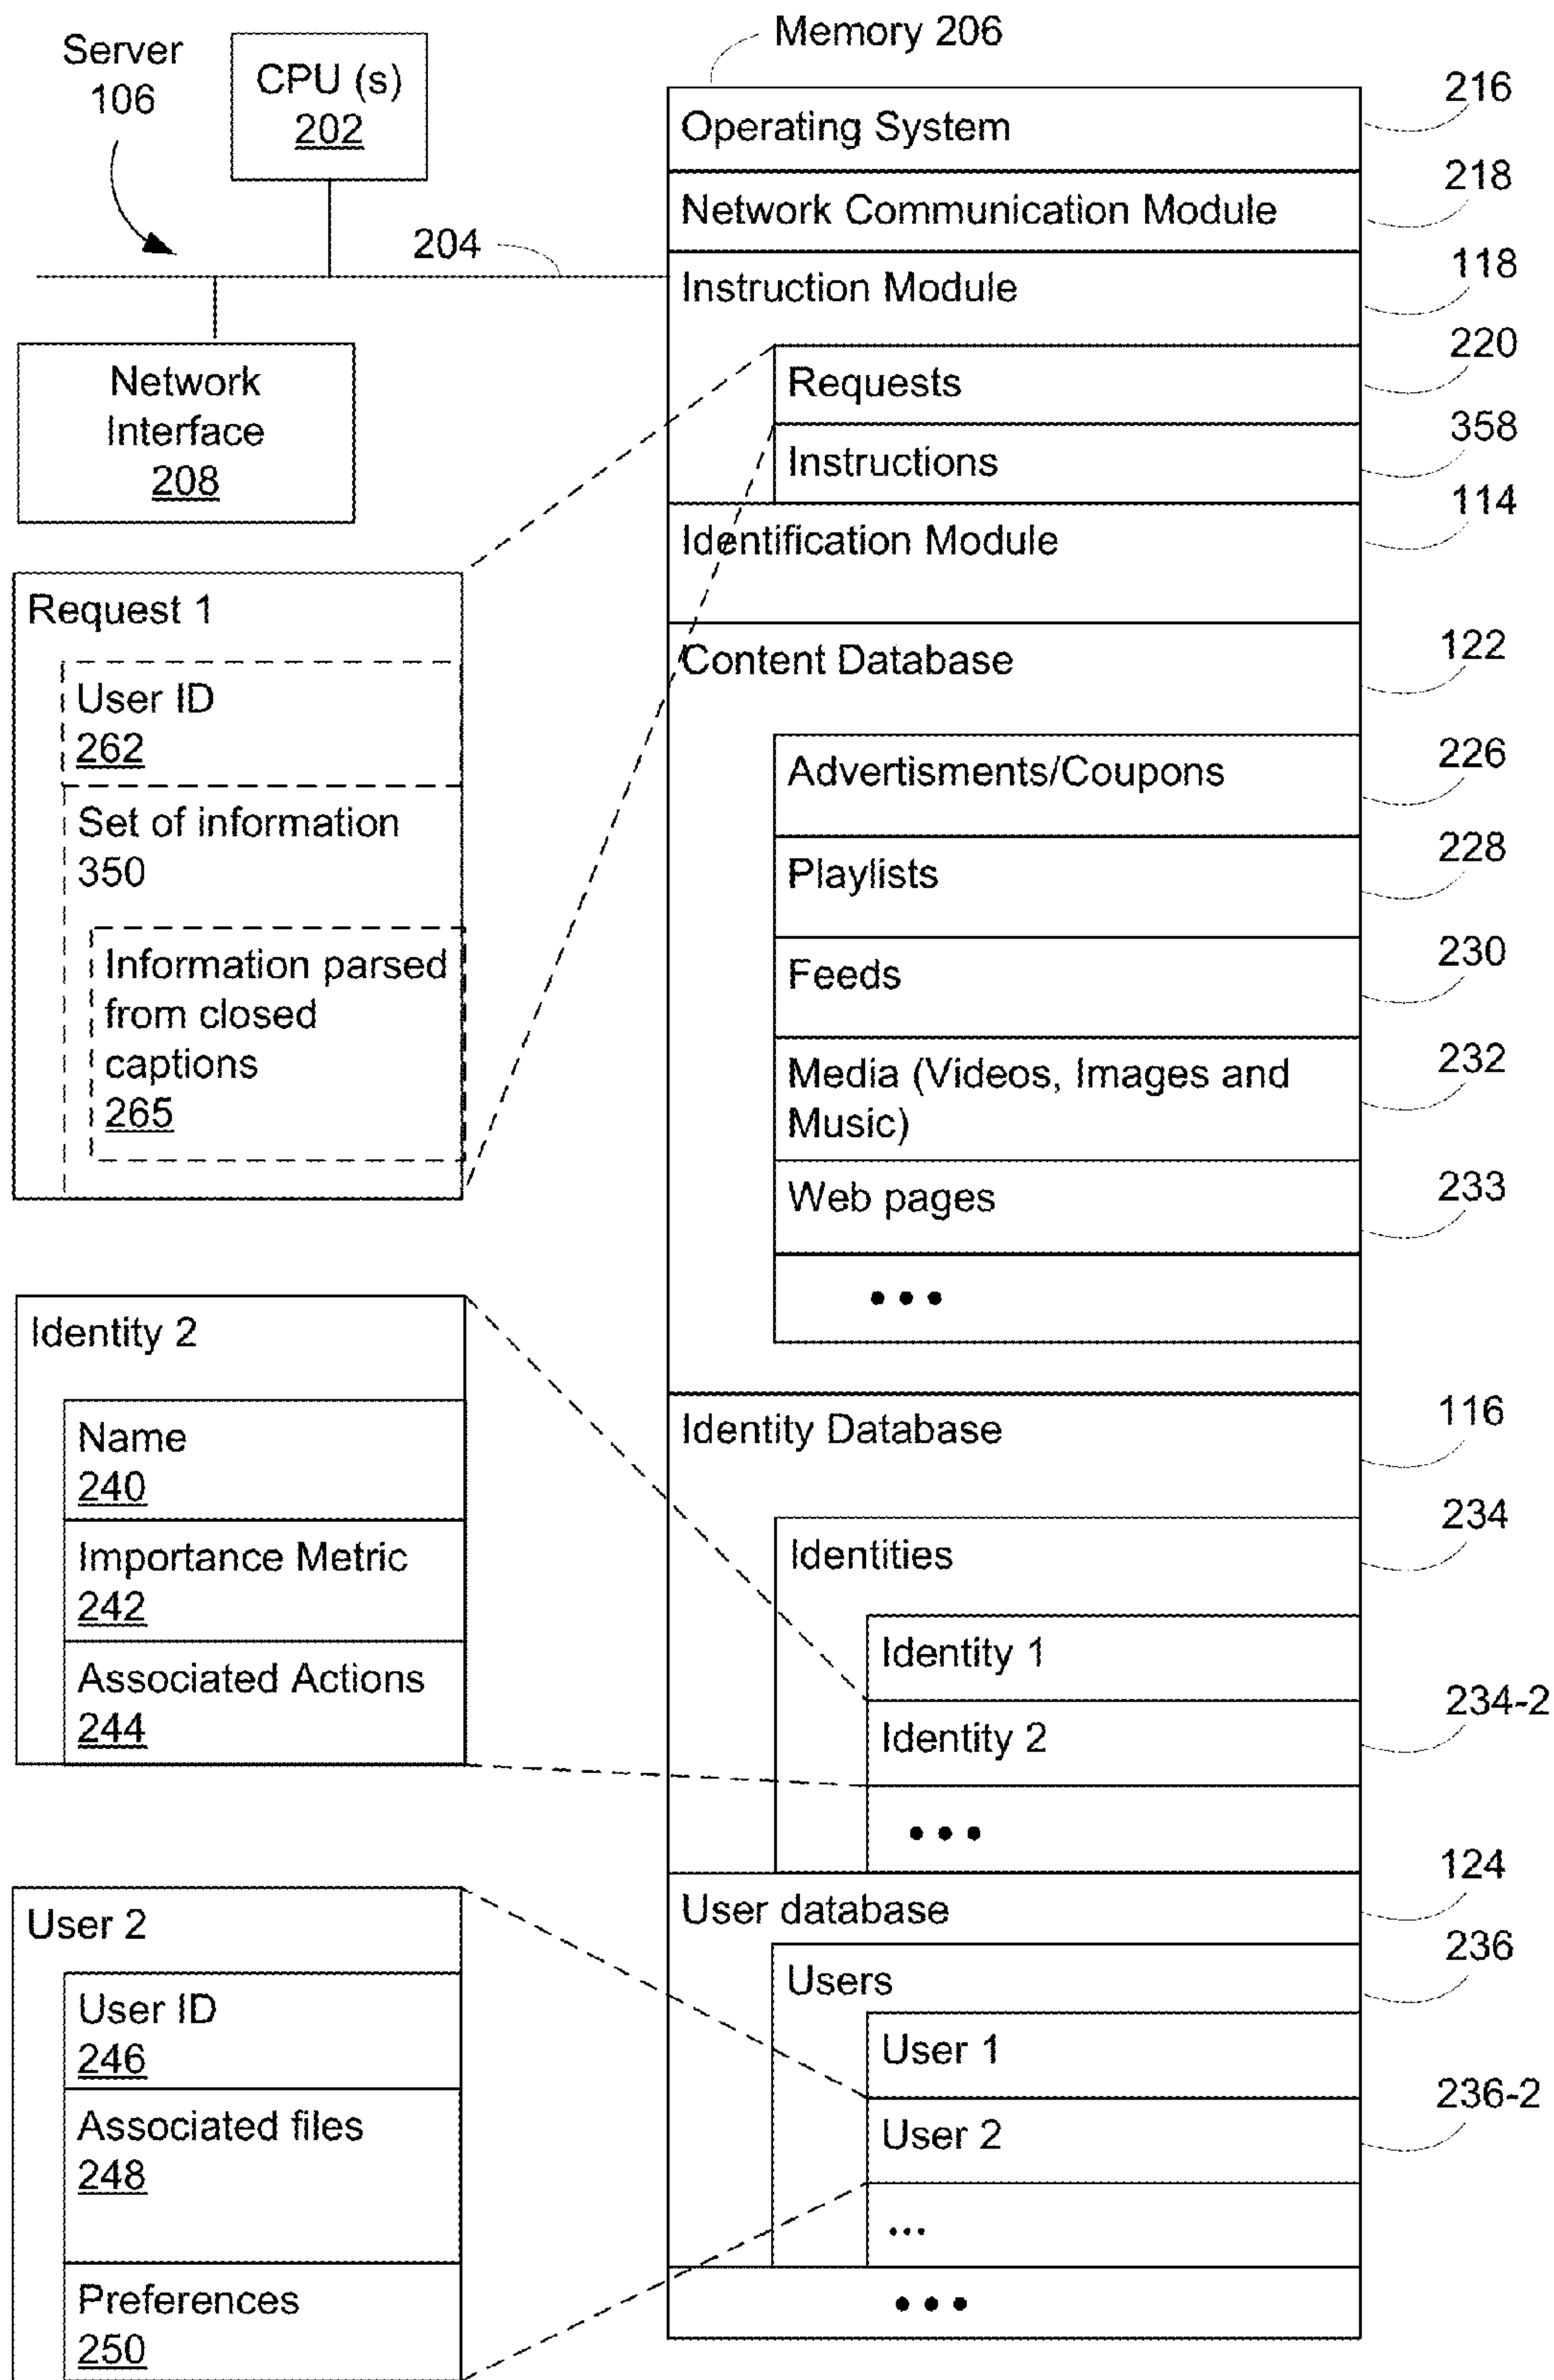 Server
106
CPU (s)
202
204
Network
Interface
208
Memory 206
Operating System
216
Network Communication Module
218
Instruction Module
118
Requests
220
Instructions
358
Identification Module
114
Content Database
122
Advertisments/Coupons
226
Playlists
228
Feeds
230
Media (Videos, Images and
Music)
232
Web pages
233
•••
Identity Database
116
Identities
234
Identity 1
Identity 2
234-2
•••
User database
124
Users
236
User 1
User 2
236-2
...
•••
Request 1
User ID
262
Set of information
350
Information parsed
from closed
captions
265
Identity 2
Name
240
Importance Metric
242
Associated Actions
244
User 2
User ID
246
Associated files
248
Preferences
250